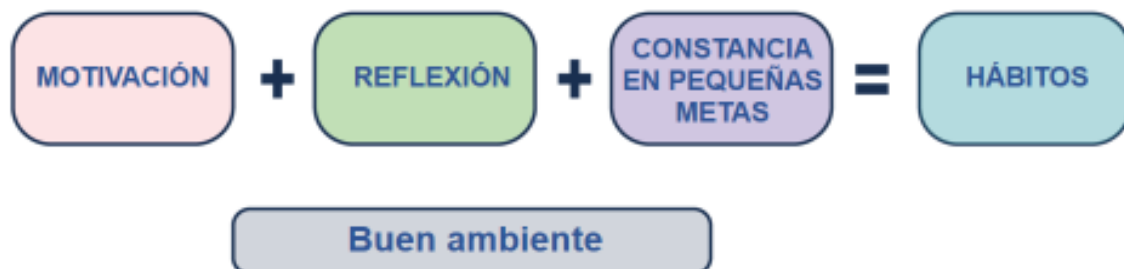 MOTIVACIÓN + REFLEXIÓN + CONSTANCIA
EN PEQUEÑAS
METAS = HÁBITOS
Buen ambiente